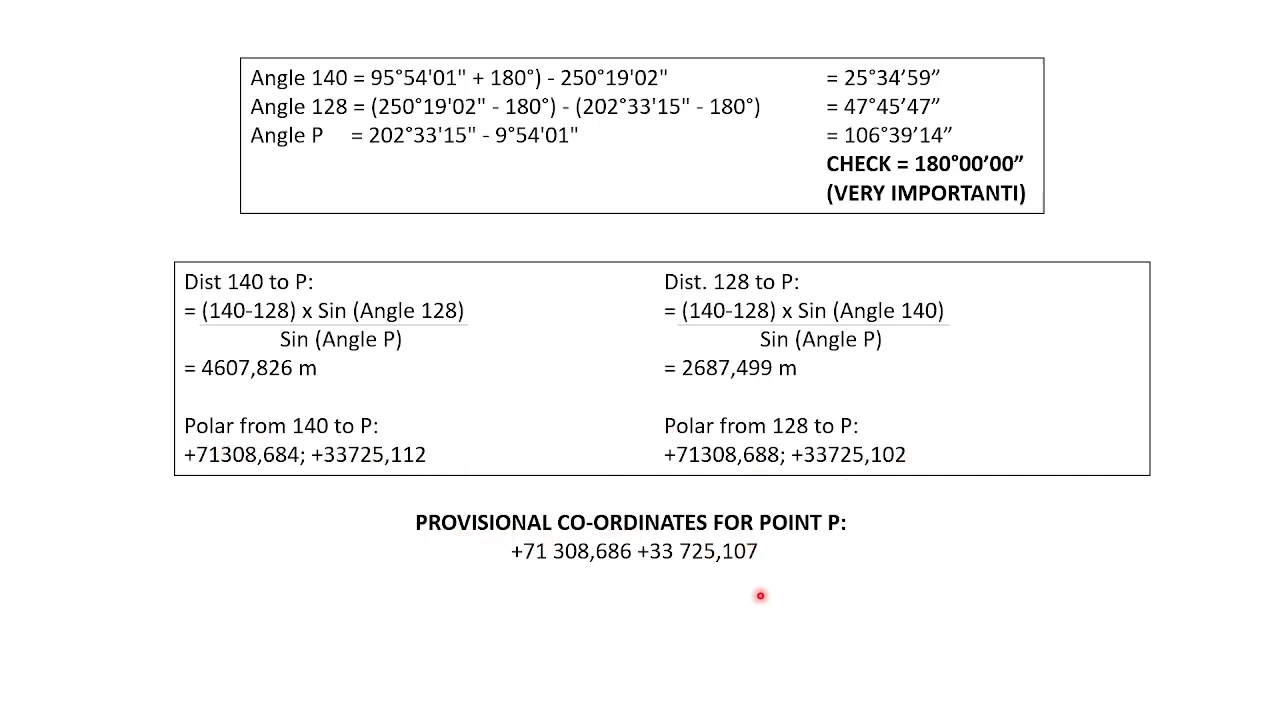 Angle 140 = 95°54'01" + 180°) - 250°19'02" = 25°34’59”
Angle 128 = (250°19'02" - 180°) - (202°33'15" - 180°) = 47°45’47”
Angle P = 202°33'15" - 9°54'01" = 106°39’14”
CHECK = 180°00’00”
(VERY IMPORTANTI)
Dist 140 to P:
= (140-128) x Sin (Angle 128)
Sin (Angle P)
= 4607,826 m
Polar from 140 to P:
+71308,684; +33725,112
Dist. 128 to P:
= (140-128) x Sin (Angle 140)
Sin (Angle P)
= 2687,499 m
Polar from 128 to P:
+71308,688; +33725,102
PROVISIONAL CO-ORDINATES FOR POINT P:
+71 308,686 +33 725,107